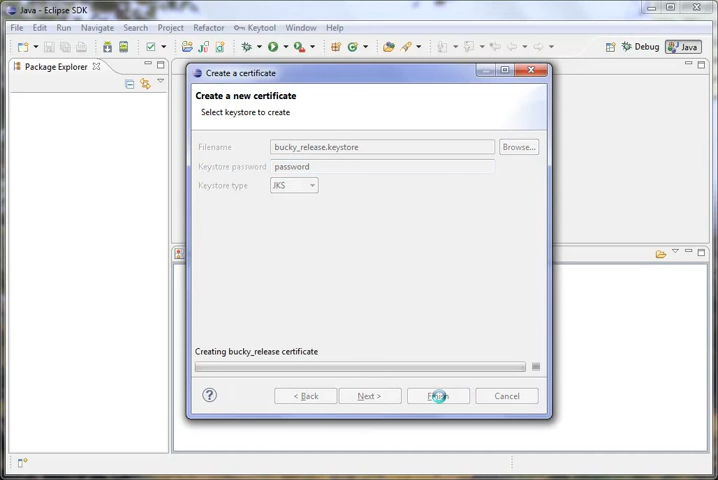 Java - Eclipse SDK
File Edit Run Navigate Search Project Refactor Keytool Window Help
Debug Java
Package Explorer
Create a certificate
Create a new certificate
Select keystore to create
Filename bucky_release.keystore Browse...
Keystore password password
Keystore type JKS
Creating bucky_release certificate
? < Back Next > Finish Cancel